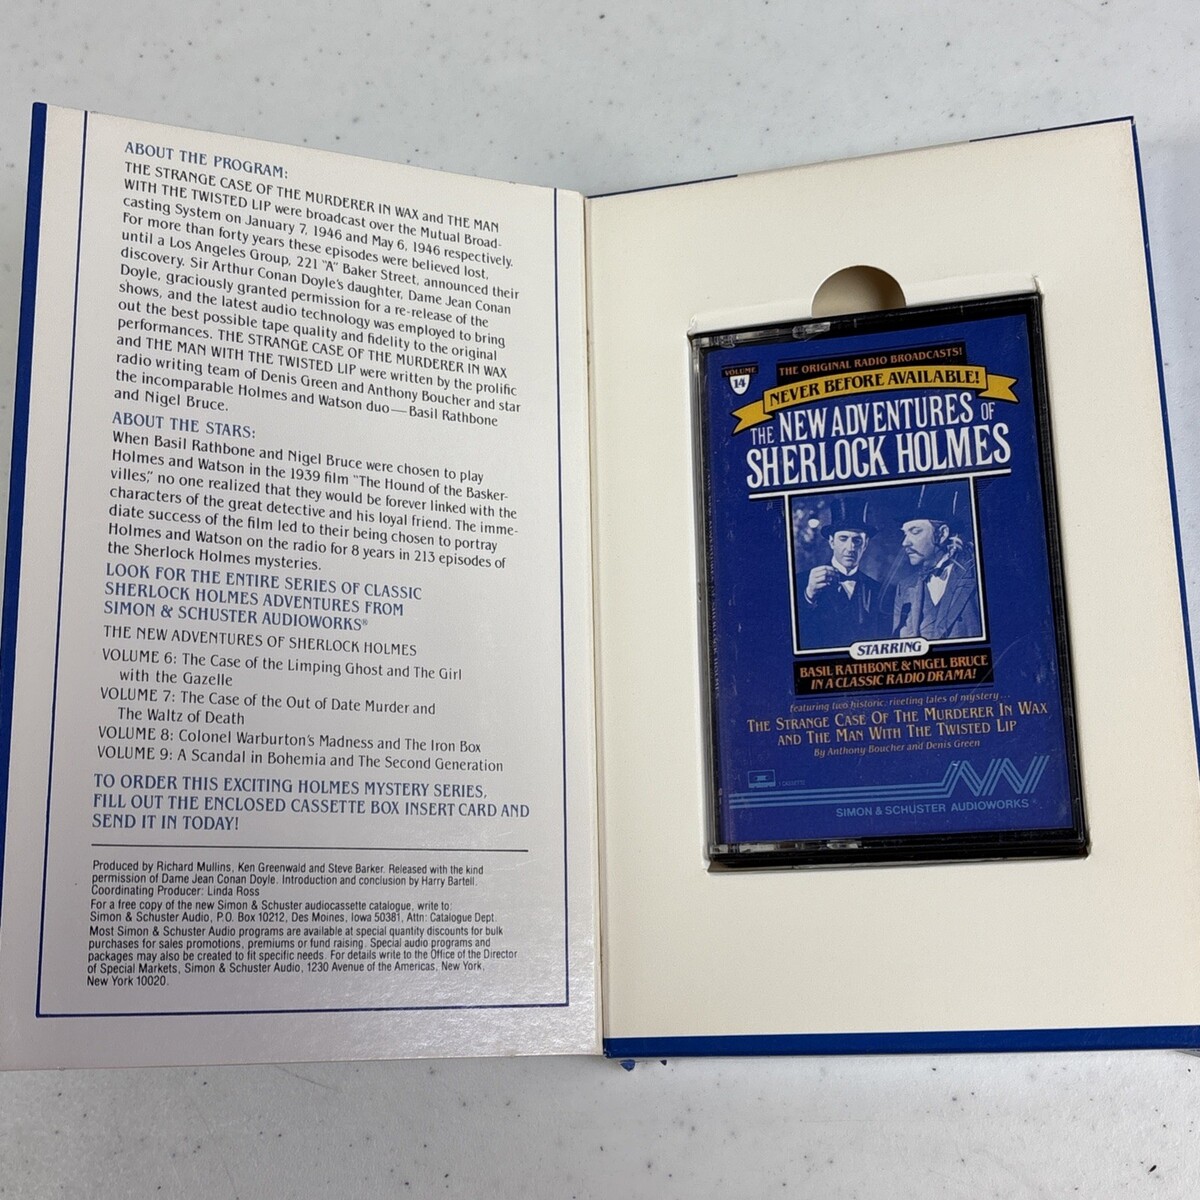 ABOUT THE PROGRAM:
THE STRANGE CASE OF THE MURDERER IN WAX and THE MAN
WITH THE TWISTED LIP were broadcast over the Mutual Broad-
casting System on January 7, 1946 and May 6, 1946 respectively.
For more than forty years these episodes were believed lost,
until a Los Angeles Group, 221 "A" Baker Street, announced their
discovery. Sir Arthur Conan Doyle's daughter, Dame Jean Conan
Doyle, graciously granted permission for a re-release of the
shows, and the latest audio technology was employed to bring
out the best possible tape quality and fidelity to the original
performances. THE STRANGE CASE OF THE MURDERER IN WAX
and THE MAN WITH THE TWISTED LIP were written by the prolific
radio writing team of Denis Green and Anthony Boucher and star
the incomparable Holmes and Watson duo—Basil Rathbone
and Nigel Bruce.
ABOUT THE STARS:
When Basil Rathbone and Nigel Bruce were chosen to play
Holmes and Watson in the 1939 film "The Hound of the Basker-
villes," no one realized that they would be forever linked with the
characters of the great detective and his loyal friend. The imme-
diate success of the film led to their being chosen to portray
Holmes and Watson on the radio for 8 years in 213 episodes of
the Sherlock Holmes mysteries.
LOOK FOR THE ENTIRE SERIES OF CLASSIC
SHERLOCK HOLMES ADVENTURES FROM
SIMON & SCHUSTER AUDIOWORKS®
THE NEW ADVENTURES OF SHERLOCK HOLMES
VOLUME 6: The Case of the Limping Ghost and The Girl
with the Gazelle
VOLUME 7: The Case of the Out of Date Murder and
The Waltz of Death
VOLUME 8: Colonel Warburton's Madness and The Iron Box
VOLUME 9: A Scandal in Bohemia and The Second Generation
TO ORDER THIS EXCITING HOLMES MYSTERY SERIES,
FILL OUT THE ENCLOSED CASSETTE BOX INSERT CARD AND
SEND IT IN TODAY!
Produced by Richard Mullins, Ken Greenwald and Steve Barker. Released with the kind
permission of Dame Jean Conan Doyle. Introduction and conclusion by Harry Bartell.
Coordinating Producer: Linda Ross
For a free copy of the new Simon & Schuster audiocassette catalogue, write to:
Simon & Schuster Audio, P.O. Box 10212, Des Moines, Iowa 50381, Attn: Catalogue Dept.
Most Simon & Schuster Audio programs are available at special quantity discounts for bulk
purchases for sales promotions, premiums or fund raising. Special audio programs and
packages may also be created to fit specific needs. For details write to the Office of the Director
of Special Markets, Simon & Schuster Audio, 1230 Avenue of the Americas, New York,
New York 10020.
VOLUME
14
THE ORIGINAL RADIO BROADCASTS!
NEVER BEFORE AVAILABLE!
THE NEW ADVENTURES OF
SHERLOCK HOLMES
STARRING
BASIL RATHBONE & NIGEL BRUCE
IN A CLASSIC RADIO DRAMA!
featuring two historic, riveting tales of mystery...
THE STRANGE CASE OF THE MURDERER IN WAX
AND THE MAN WITH THE TWISTED LIP
By Anthony Boucher and Denis Green
1 CASSETTE
SIMON & SCHUSTER AUDIOWORKS®